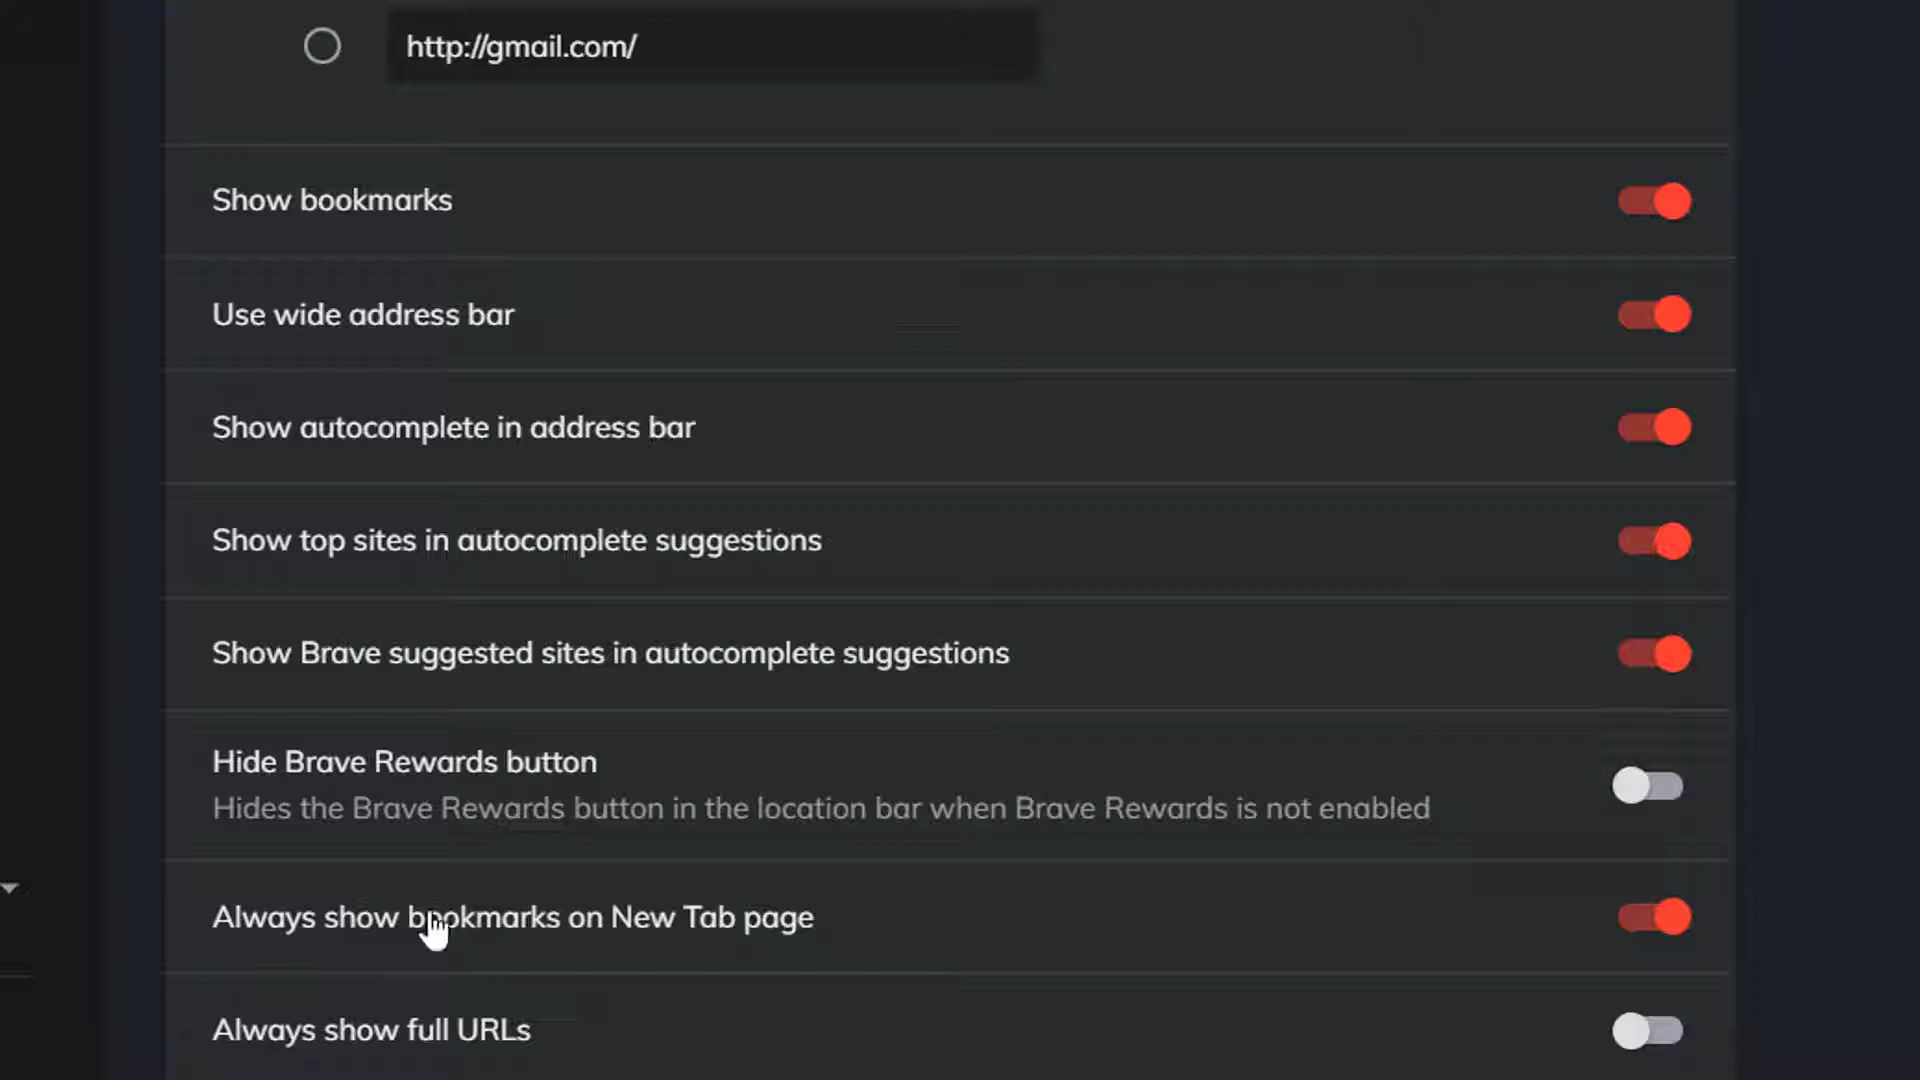 http://gmail.com/
Show bookmarks
Use wide address bar
Show autocomplete in address bar
Show top sites in autocomplete suggestions
Show Brave suggested sites in autocomplete suggestions
Hide Brave Rewards button
Hides the Brave Rewards button in the location bar when Brave Rewards is not enabled
Always show bookmarks on New Tab page
Always show full URLs